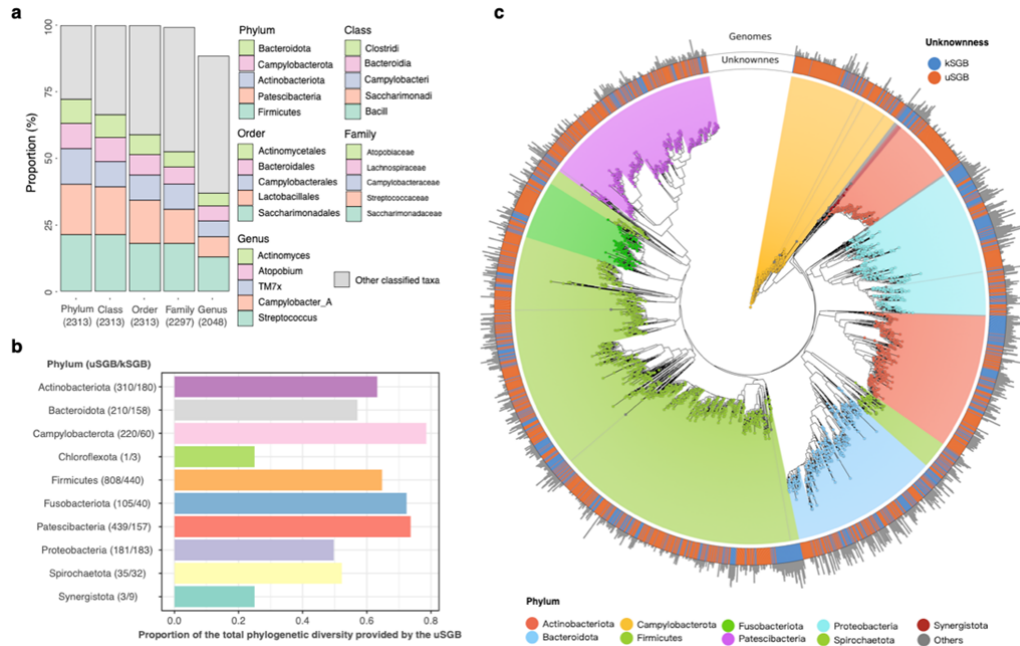 a
Proportion (%)
100
75
50
25
0
Phylum
(2313)
Class
(2313)
Order
(2313)
Family
(2297)
Genus
(2048)
Phylum
Bacteroidota
Campylobacterota
Actinobacteriota
Patescibacteria
Firmicutes
Class
Clostridi
Bacteroidia
Campylobacteri
Saccharimonadi
Bacill
Order
Actinomycetales
Bacteroidales
Campylobacterales
Lactobacillales
Saccharimonadales
Family
Atopobiaceae
Lachnospiraceae
Campylobacteraceae
Streptococcaceae
Saccharimonadaceae
Genus
Actinomyces
Atopobium
TM7x
Campylobacter_A
Streptococcus
Other classified taxa
b
Phylum (uSGB/kSGB)
Actinobacteriota (310/180)
Bacteroidota (210/158)
Campylobacterota (220/60)
Chloroflexota (1/3)
Firmicutes (808/440)
Fusobacteriota (105/40)
Patescibacteria (439/157)
Proteobacteria (181/183)
Spirochaetota (35/32)
Synergistota (3/9)
0.0 0.2 0.4 0.6 0.8
Proportion of the total phylogenetic diversity provided by the uSGB
c
Genomes
Unknownnes
Unknownness
kSGB
uSGB
Phylum
Actinobacteriota
Campylobacterota
Fusobacteriota
Proteobacteria
Synergistota
Bacteroidota
Firmicutes
Patescibacteria
Spirochaetota
Others